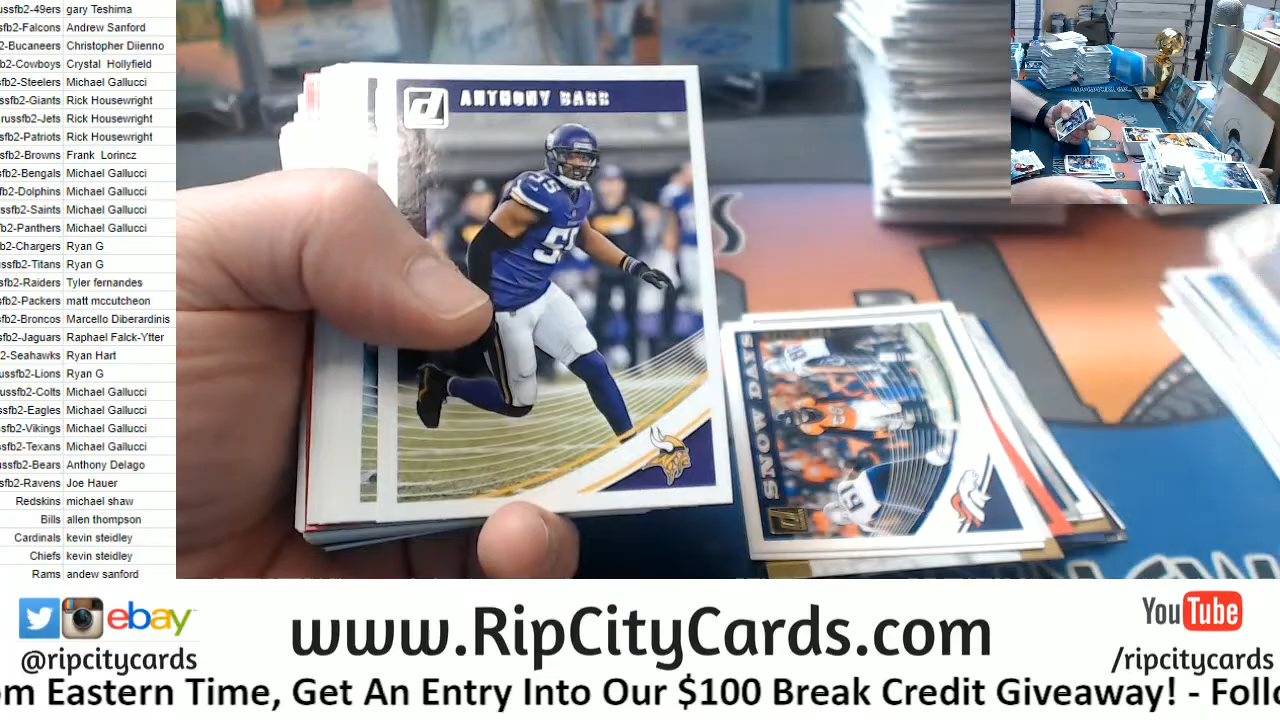 ussfb2-49ers gary Teshima
sfb2-Falcons Andrew Sanford
2-Bucaneers Christopher Diienno
fb2-Cowboys Crystal Hollyfield
fb2-Steelers Michael Gallucci
ssfb2-Giants Rick Housewright
russfb2-Jets Rick Housewright
sfb2-Patriots Rick Housewright
ssfb2-Browns Frank Lorincz
sfb2-Bengals Michael Gallucci
fb2-Dolphins Michael Gallucci
ssfb2-Saints Michael Gallucci
fb2-Panthers Michael Gallucci
b2-Chargers Ryan G
ussfb2-Titans Ryan G
sfb2-Raiders Tyler fernandes
fb2-Packers matt mccutcheon
fb2-Broncos Marcello Diberardinis
sfb2-Jaguars Raphael Falck-Ytter
2-Seahawks Ryan Hart
ussfb2-Lions Ryan G
ussfb2-Colts Michael Gallucci
sfb2-Eagles Michael Gallucci
sfb2-Vikings Michael Gallucci
ssfb2-Texans Michael Gallucci
ussfb2-Bears Anthony Delago
sfb2-Ravens Joe Hauer
Redskins michael shaw
Bills allen thompson
Cardinals kevin steidley
Chiefs kevin steidley
Rams andew sanford
ANTHONY BARR
55
SNOW DAYS
ebay
@ripcitycards
www.RipCityCards.com
YouTube
/ripcitycards
om Eastern Time, Get An Entry Into Our $100 Break Credit Giveaway! - Follo